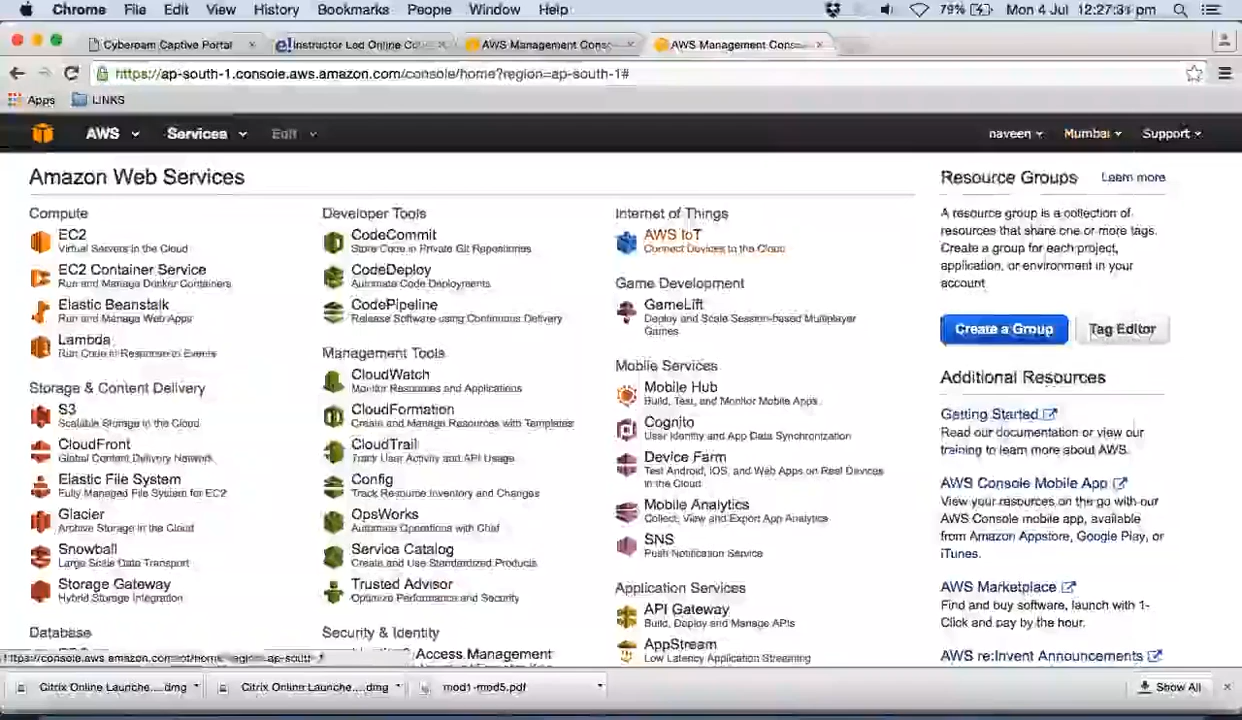 Chrome File Edit View History Bookmarks People Window Help 79% Mon 4 Jul 12:27:31 pm
Cyberoam Captive Portal × Instructor Led Online Co × AWS Management Cons × AWS Management Cons ×
https://ap-south-1.console.aws.amazon.com/console/home?region=ap-south-1#
Apps LINKS
AWS Services Edit naveen Mumbai Support
Amazon Web Services
Compute
EC2
Virtual Servers in the Cloud
EC2 Container Service
Run and Manage Docker Containers
Elastic Beanstalk
Run and Manage Web Apps
Lambda
Run Code in Response to Events
Storage & Content Delivery
S3
Scalable Storage in the Cloud
CloudFront
Global Content Delivery Network
Elastic File System
Fully Managed File System for EC2
Glacier
Archive Storage in the Cloud
Snowball
Large Scale Data Transport
Storage Gateway
Hybrid Storage Integration
Database
Developer Tools
CodeCommit
Store Code in Private Git Repositories
CodeDeploy
Automate Code Deployments
CodePipeline
Release Software using Continuous Delivery
Management Tools
CloudWatch
Monitor Resources and Applications
CloudFormation
Create and Manage Resources with Templates
CloudTrail
Track User Activity and API Usage
Config
Track Resource Inventory and Changes
OpsWorks
Automate Operations with Chef
Service Catalog
Create and Use Standardized Products
Trusted Advisor
Optimize Performance and Security
Security & Identity
Access Management
Internet of Things
AWS IoT
Connect Devices to the Cloud
Game Development
GameLift
Deploy and Scale Session-based Multiplayer
Games
Mobile Services
Mobile Hub
Build, Test, and Monitor Mobile Apps
Cognito
User Identity and App Data Synchronization
Device Farm
Test Android, iOS, and Web Apps on Real Devices
in the Cloud
Mobile Analytics
Collect, View and Export App Analytics
SNS
Push Notification Service
Application Services
API Gateway
Build, Deploy and Manage APIs
AppStream
Low Latency Application Streaming
Resource Groups Learn more
A resource group is a collection of
resources that share one or more tags.
Create a group for each project,
application, or environment in your
account
Create a Group Tag Editor
Additional Resources
Getting Started
Read our documentation or view our
training to learn more about AWS.
AWS Console Mobile App
View your resources on the go with our
AWS Console mobile app, available
from Amazon Appstore, Google Play, or
iTunes.
AWS Marketplace
Find and buy software, launch with 1-
Click and pay by the hour.
AWS re:Invent Announcements
Citrix Online Launche....dmg Citrix Online Launche....dmg mod1-mod5.pdf Show All ×